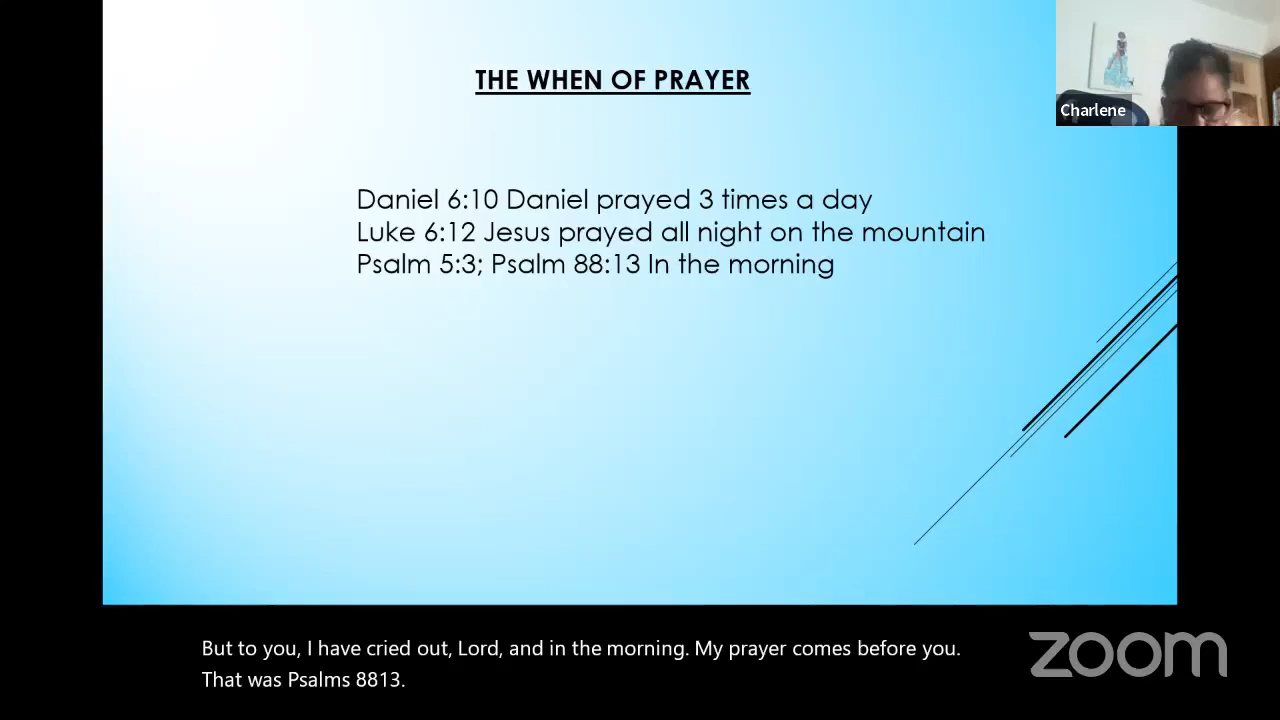 THE WHEN OF PRAYER
Charlene
Daniel 6:10 Daniel prayed 3 times a day
Luke 6:12 Jesus prayed all night on the mountain
Psalm 5:3; Psalm 88:13 In the morning
But to you, I have cried out, Lord, and in the morning. My prayer comes before you.
That was Psalms 8813.
zoom